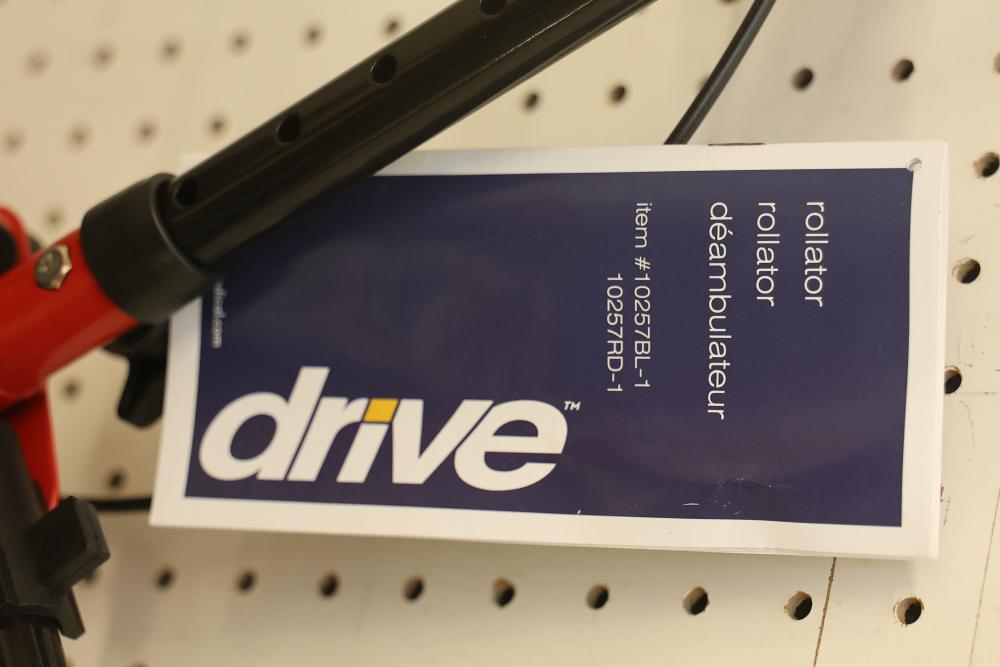 rollator
rollator
déambulateur
item #10257BL-1
10257RD-1
drive™